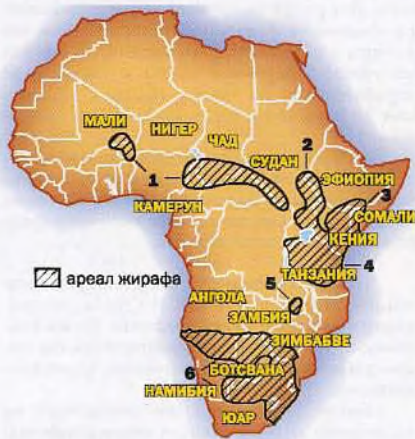 МАЛИ
НИГЕР
ЧАД
2
СУДАН
ЭФИОПИЯ
3
1
СОМАЛИ
КАМЕРУН
КЕНИЯ
ареал жирафа
4
ТАНЗАНИЯ
5
АНГОЛА
ЗАМБИЯ
ЗИМБАБВЕ
6
БОТСВАНА
НАМИБИЯ
ЮАР